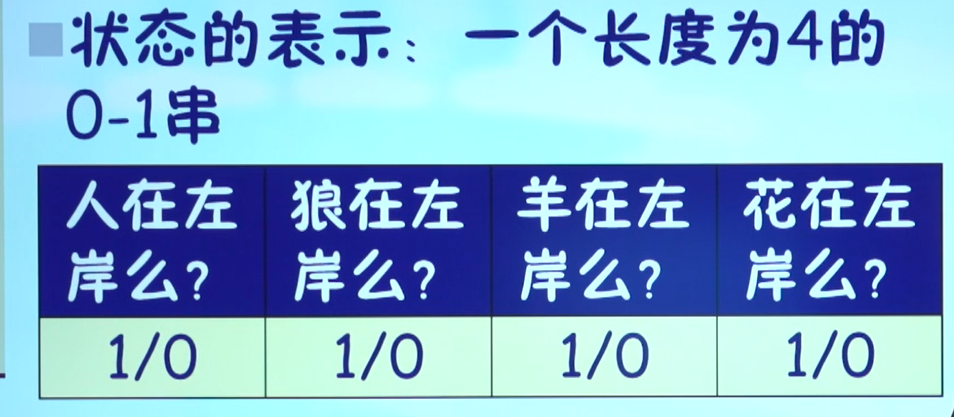 状态的表示：一个长度为4的
0-1串
人在左 狼在左 羊在左 花在左
岸么? 岸么? 岸么? 岸么?
1/0 1/0 1/0 1/0